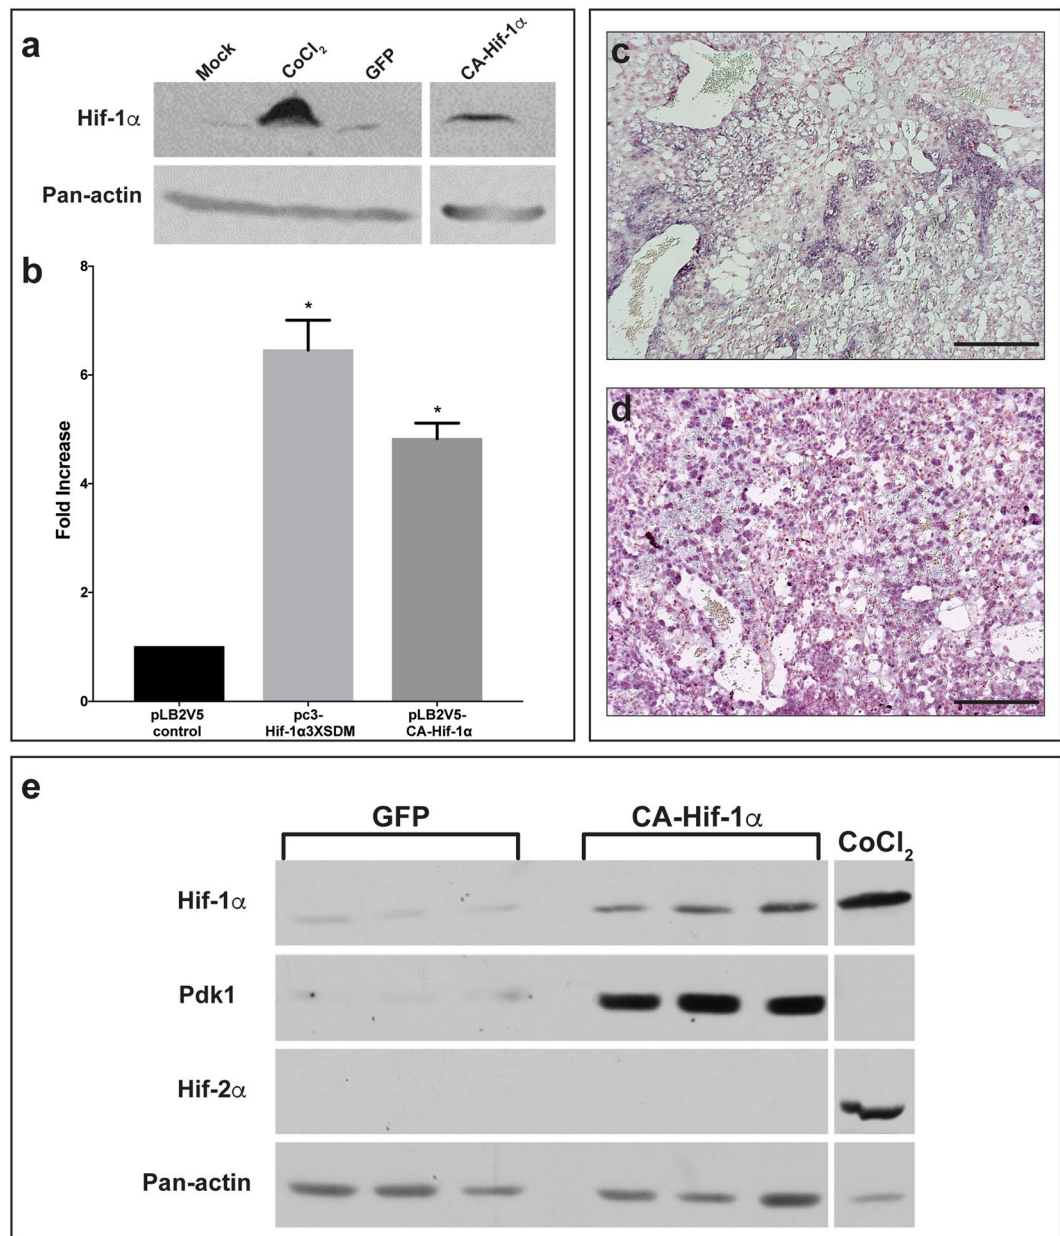 a
Mock
CoCl₂
GFP
CA-Hif-1α
Hif-1α
Pan-actin
b
8
6
4
2
0
Fold Increase
*
*
pLB2V5
control
pc3-
Hif-1α3XSDM
pLB2V5-
CA-Hif-1α
c
d
e
GFP
CA-Hif-1α
CoCl₂
Hif-1α
Pdk1
Hif-2α
Pan-actin